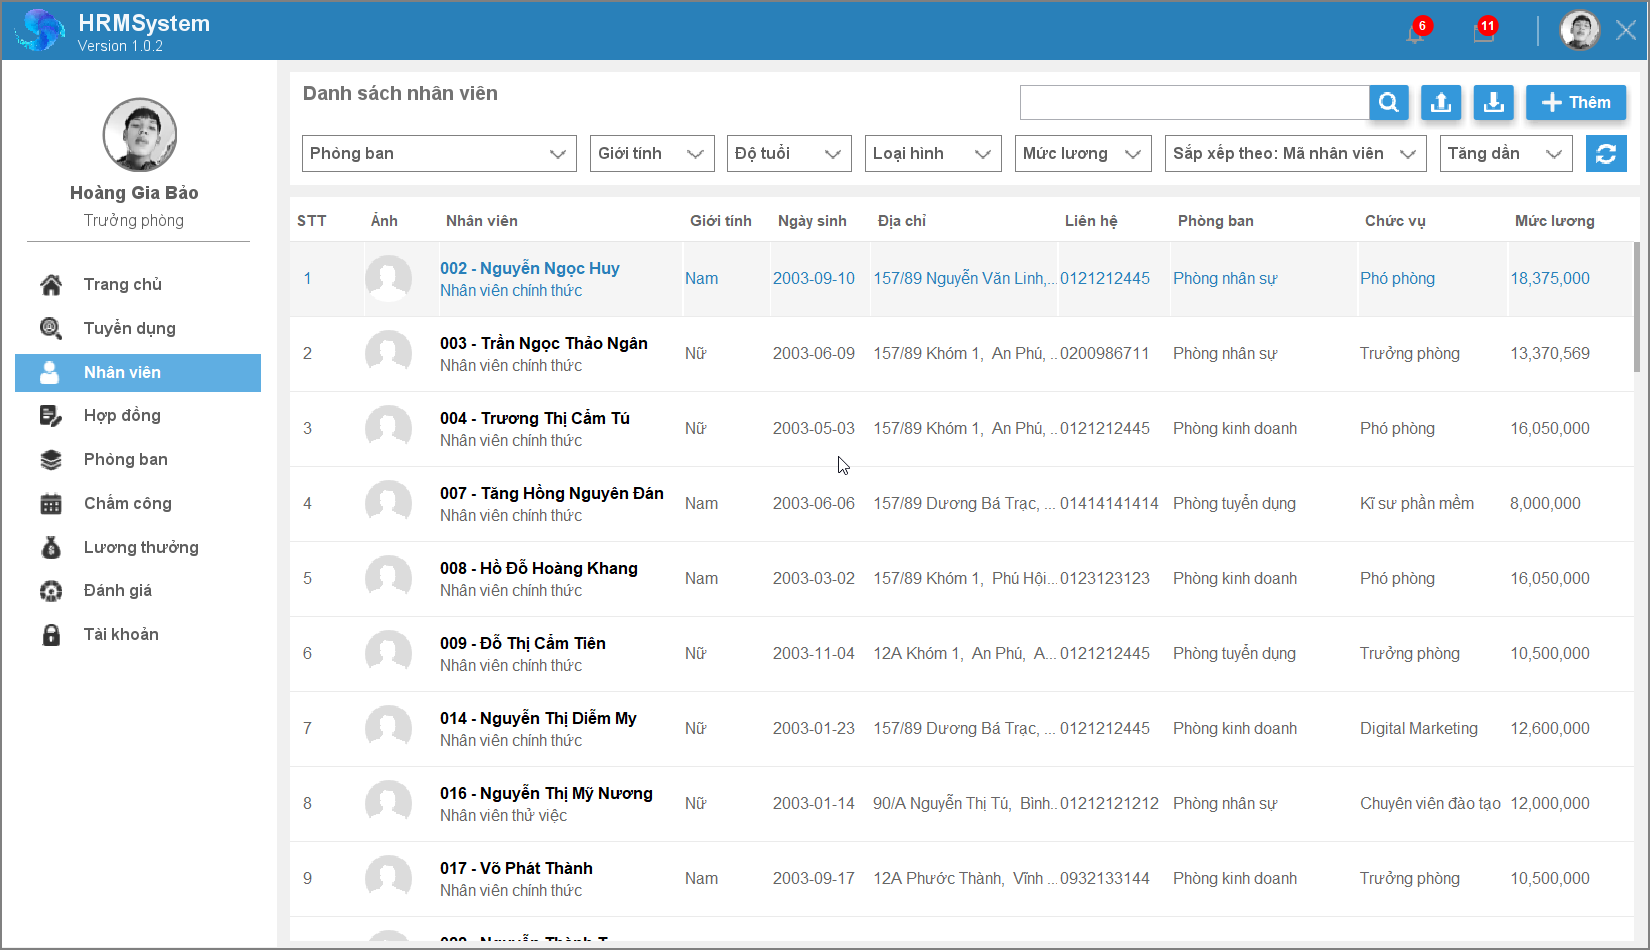 HRMSystem
Version 1.0.2
6
11
Hoàng Gia Bảo
Trưởng phòng
Trang chủ
Tuyển dụng
Nhân viên
Hợp đồng
Phòng ban
Chấm công
Lương thưởng
Đánh giá
Tài khoản
Danh sách nhân viên
Thêm
Phòng ban
Giới tính
Độ tuổi
Loại hình
Mức lương
Sắp xếp theo: Mã nhân viên
Tăng dần
STT Ảnh Nhân viên Giới tính Ngày sinh Địa chỉ Liên hệ Phòng ban Chức vụ Mức lương
002 - Nguyễn Ngọc Huy
1 Nam 2003-09-10 157/89 Nguyễn Văn Linh,... 0121212445 Phòng nhân sự Phó phòng 18,375,000
Nhân viên chính thức
003 - Trần Ngọc Thảo Ngân
2 Nữ 2003-06-09 157/89 Khóm 1, An Phú, ... 0200986711 Phòng nhân sự Trưởng phòng 13,370,569
Nhân viên chính thức
004 - Trương Thị Cẩm Tú
3 Nữ 2003-05-03 157/89 Khóm 1, An Phú, ... 0121212445 Phòng kinh doanh Phó phòng 16,050,000
Nhân viên chính thức
007 - Tăng Hồng Nguyên Đán
4 Nam 2003-06-06 157/89 Dương Bá Trạc, ... 01414141414 Phòng tuyển dụng Kĩ sư phần mềm 8,000,000
Nhân viên chính thức
008 - Hồ Đỗ Hoàng Khang
5 Nam 2003-03-02 157/89 Khóm 1, Phú Hội... 0123123123 Phòng kinh doanh Phó phòng 16,050,000
Nhân viên chính thức
009 - Đỗ Thị Cẩm Tiên
6 Nữ 2003-11-04 12A Khóm 1, An Phú, A... 0121212445 Phòng tuyển dụng Trưởng phòng 10,500,000
Nhân viên chính thức
014 - Nguyễn Thị Diễm My
7 Nữ 2003-01-23 157/89 Dương Bá Trạc, ... 0121212445 Phòng kinh doanh Digital Marketing 12,600,000
Nhân viên chính thức
016 - Nguyễn Thị Mỹ Nương
8 Nữ 2003-01-14 90/A Nguyễn Thị Tú, Bình... 01212121212 Phòng nhân sự Chuyên viên đào tạo 12,000,000
Nhân viên thử việc
017 - Võ Phát Thành
9 Nam 2003-09-17 12A Phước Thành, Vĩnh ... 0932133144 Phòng kinh doanh Trưởng phòng 10,500,000
Nhân viên chính thức